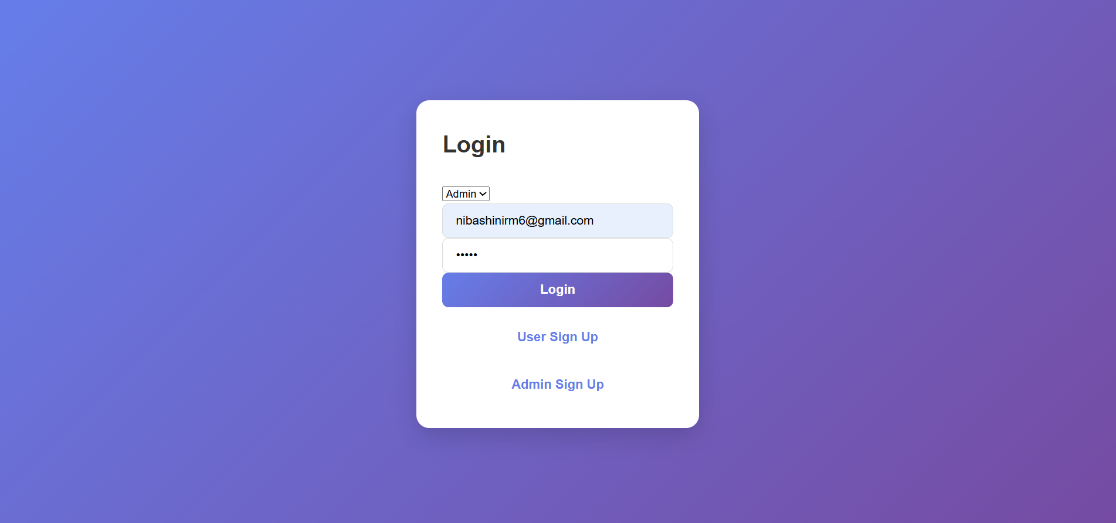 Login
Admin
nibashinirm6@gmail.com
•••••
Login
User Sign Up
Admin Sign Up